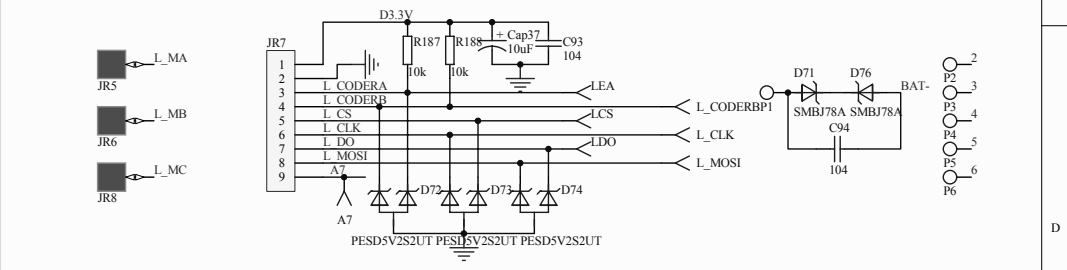 D3.3V
JR7
R187
10k
R188
10k
+ Cap37
10uF
C93
104
L_MA
JR5
L_MB
JR6
L_MC
JR8
1
2
3 L_CODERA LEA
4 L_CODERB L_CODERB
5 L_CS LCS
6 L_CLK L_CLK
7 L_DO LDO
8 L_MOSI L_MOSI
9 A7
A7
D72
D73
D74
PESD5V2S2UT PESD5V2S2UT PESD5V2S2UT
P1
D71 D76
SMBJ78A SMBJ78A
BAT-
C94
104
2
P2
3
P3
4
P4
5
P5
6
P6
D